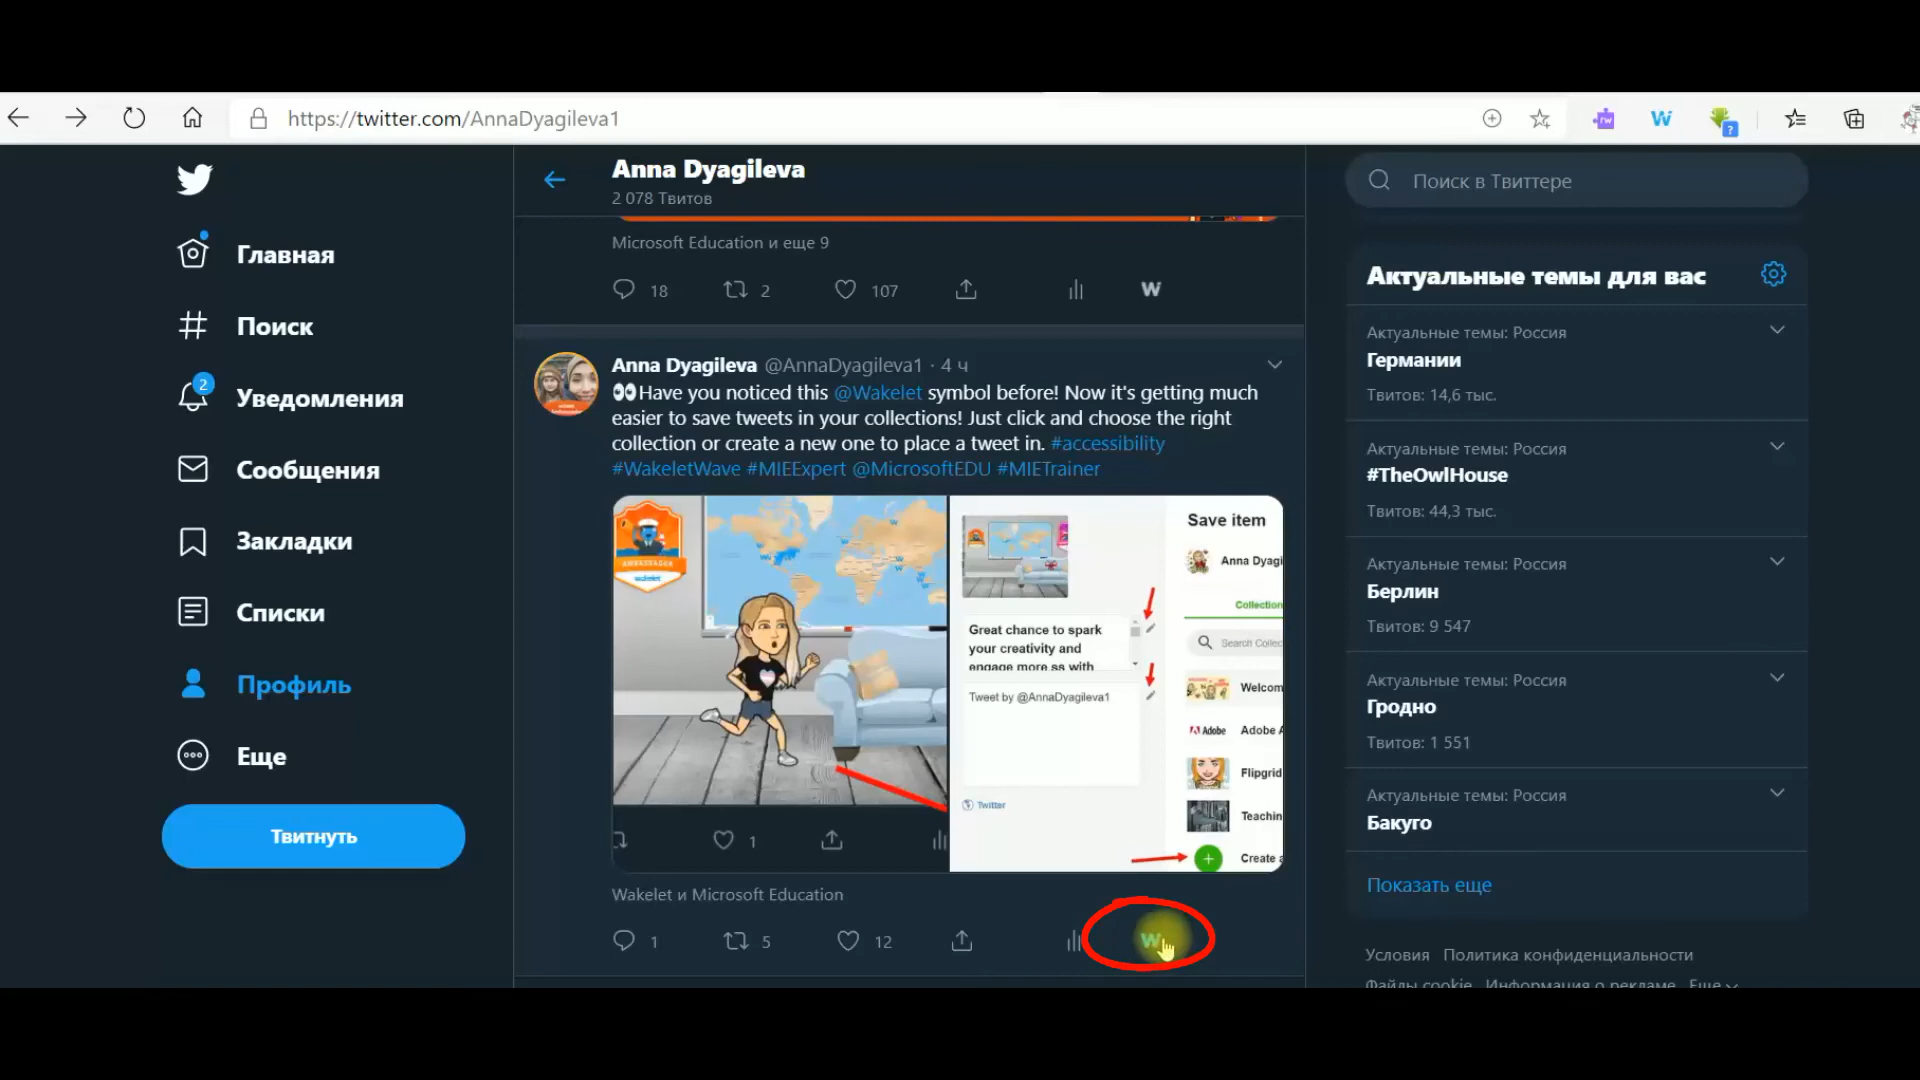 https://twitter.com/AnnaDyagileva1
rw
W
?
Главная
Поиск
2
Уведомления
Сообщения
Закладки
Списки
Профиль
Еще
Твитнуть
Anna Dyagileva
2 078 Твитов
Microsoft Education и еще 9
18 2 107 W
Anna Dyagileva @AnnaDyagileva1 · 4 ч
Have you noticed this @Wakelet symbol before! Now it's getting much
easier to save tweets in your collections! Just click and choose the right
collection or create a new one to place a tweet in. #accessibility
#WakeletWave #MIEExpert @MicrosoftEDU #MIETrainer
AMBASSADOR
wakelet
1
Great chance to spark
your creativity and
engage more ss with
Tweet by @AnnaDyagileva1
Twitter
Save item
Anna Dyagi
Collection
Search Collec
Welcom
Adobe Adobe A
Flipgrid
Teachin
Create a
Wakelet и Microsoft Education
1 5 12 W
Поиск в Твиттере
Актуальные темы для вас
Актуальные темы: Россия
Германии
Твитов: 14,6 тыс.
Актуальные темы: Россия
#TheOwlHouse
Твитов: 44,3 тыс.
Актуальные темы: Россия
Берлин
Твитов: 9 547
Актуальные темы: Россия
Гродно
Твитов: 1 551
Актуальные темы: Россия
Бакуго
Показать еще
Условия Политика конфиденциальности
Файлы cookie Информация о рекламе Еще